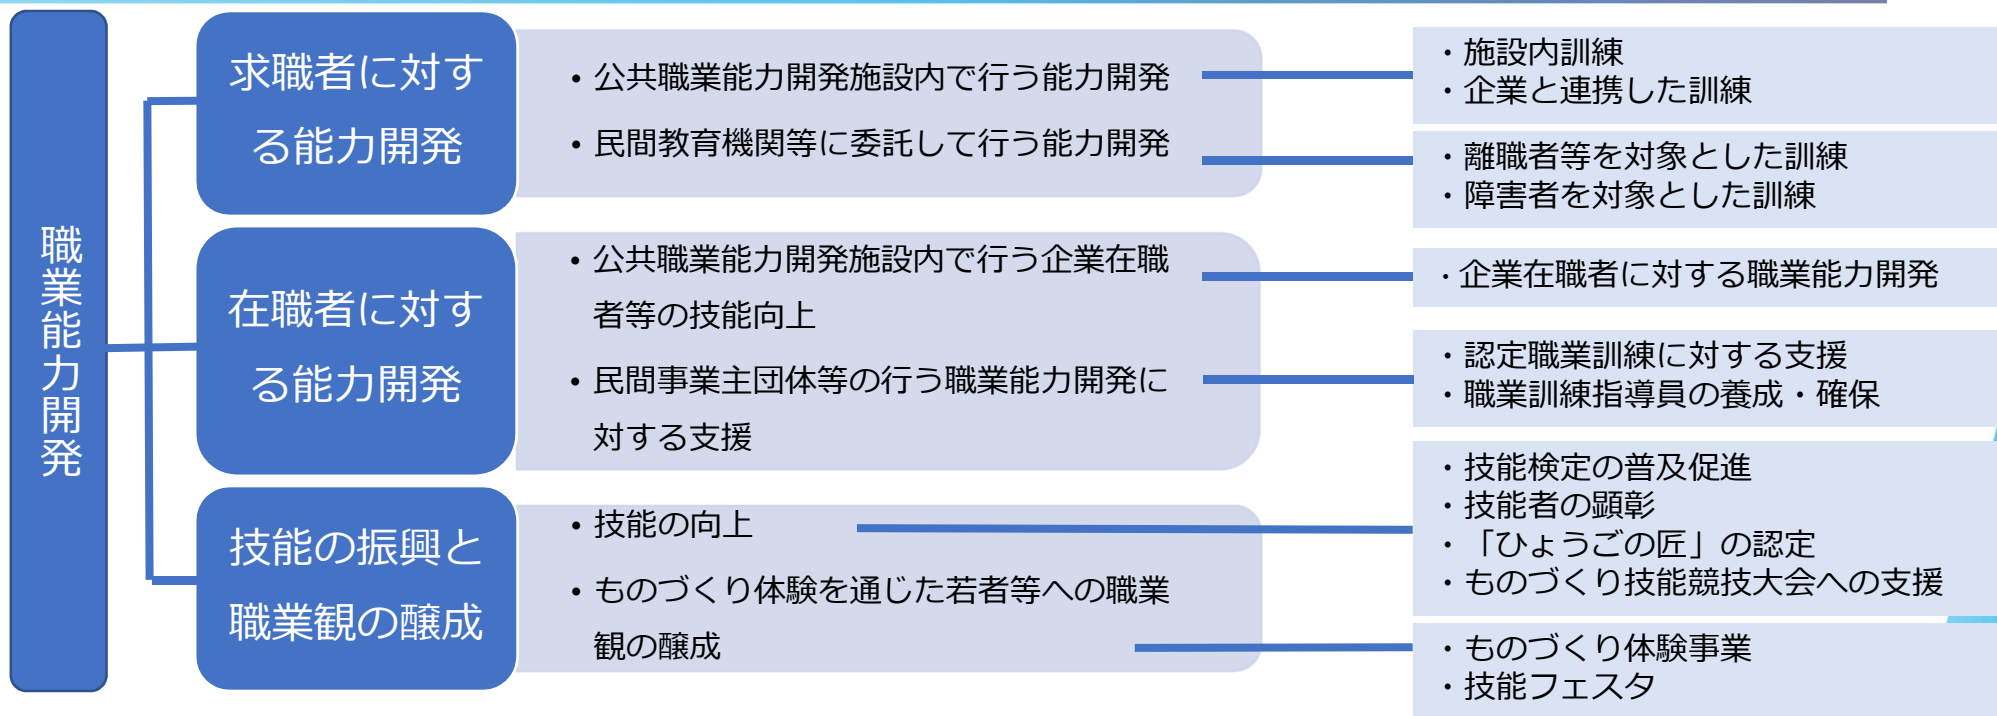 職業能力開発
求職者に対す
る能力開発
・公共職業能力開発施設内で行う能力開発
・民間教育機関等に委託して行う能力開発
・施設内訓練
・企業と連携した訓練
・離職者等を対象とした訓練
・障害者を対象とした訓練
在職者に対す
る能力開発
・公共職業能力開発施設内で行う企業在職
者等の技能向上
・民間事業主団体等の行う職業能力開発に
対する支援
・企業在職者に対する職業能力開発
・認定職業訓練に対する支援
・職業訓練指導員の養成・確保
技能の振興と
職業観の醸成
・技能の向上
・ものづくり体験を通じた若者等への職業
観の醸成
・技能検定の普及促進
・技能者の顕彰
・「ひょうごの匠」の認定
・ものづくり技能競技大会への支援
・ものづくり体験事業
・技能フェスタ